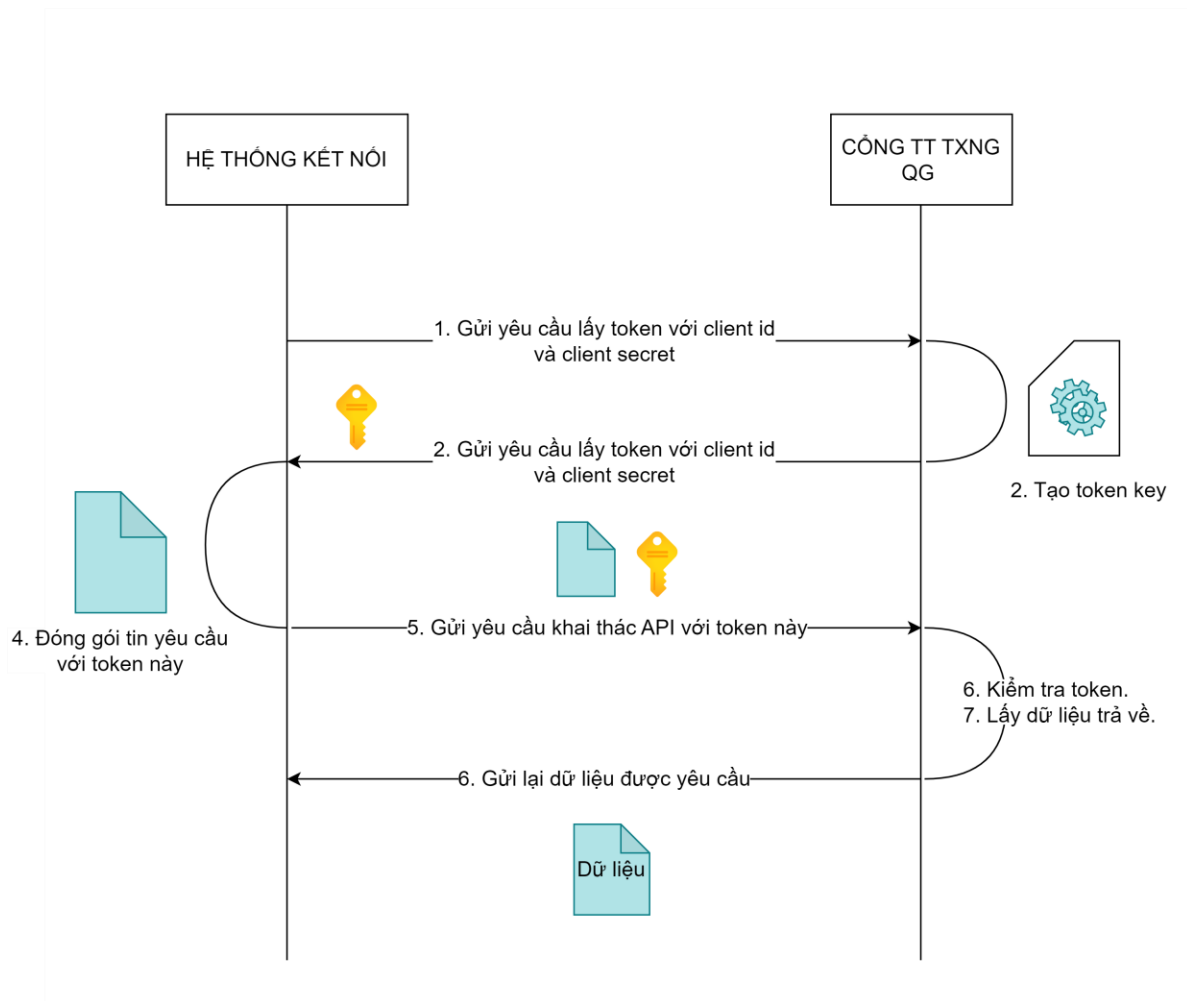 HỆ THỐNG KẾT NỐI
CỔNG TT TXNG
QG
1. Gửi yêu cầu lấy token với client id
và client secret
2. Gửi yêu cầu lấy token với client id
và client secret
2. Tạo token key
4. Đóng gói tin yêu cầu
với token này
5. Gửi yêu cầu khai thác API với token này
6. Kiểm tra token.
7. Lấy dữ liệu trả về.
6. Gửi lại dữ liệu được yêu cầu
Dữ liệu